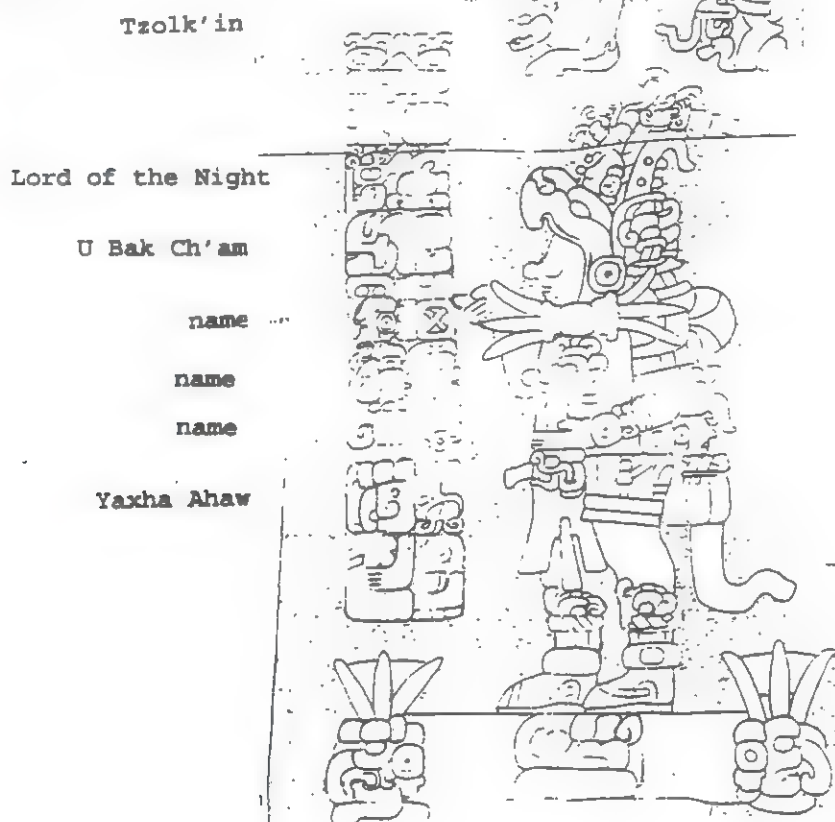 Tzolk'in
Lord of the Night
U Bak Ch'am
name
name
name
Yaxha Ahaw